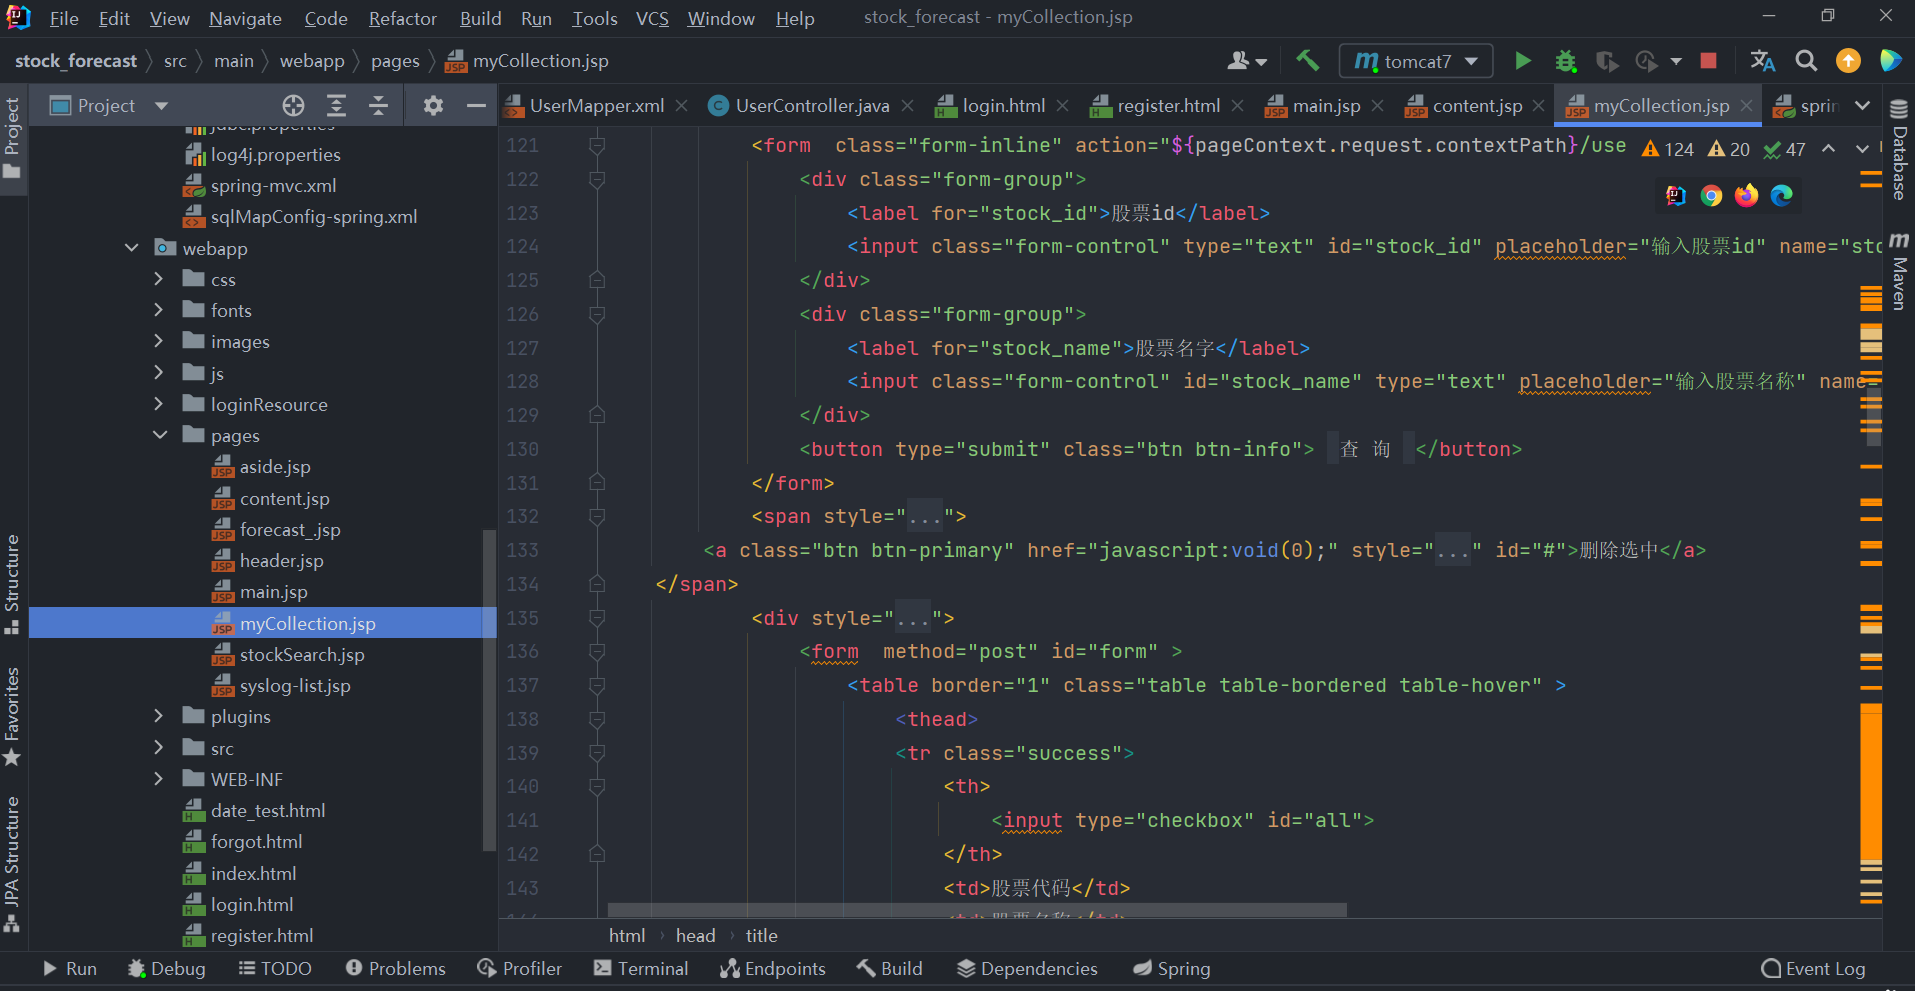 File Edit View Navigate Code Refactor Build Run Tools VCS Window Help stock_forecast - myCollection.jsp
stock_forecast src main webapp pages myCollection.jsp tomcat7
Project
UserMapper.xml UserController.java login.html register.html main.jsp content.jsp myCollection.jsp sprin
log4j.properties
spring-mvc.xml
sqlMapConfig-spring.xml
webapp
css
fonts
images
js
loginResource
pages
aside.jsp
content.jsp
forecast_.jsp
header.jsp
main.jsp
myCollection.jsp
stockSearch.jsp
syslog-list.jsp
plugins
src
WEB-INF
date_test.html
forgot.html
index.html
login.html
register.html
Project
Structure
Favorites
JPA Structure
Database
Maven
124 20 47
121 <form  class="form-inline" action="${pageContext.request.contextPath}/use
122 <div class="form-group">
123 <label for="stock_id">股票id</label>
124 <input class="form-control" type="text" id="stock_id" placeholder="输入股票id" name="sto
125 </div>
126 <div class="form-group">
127 <label for="stock_name">股票名字</label>
128 <input class="form-control" id="stock_name" type="text" placeholder="输入股票名称" name=
129 </div>
130 <button type="submit" class="btn btn-info"> 查 询 </button>
131 </form>
132 <span style="...">
133 <a class="btn btn-primary" href="javascript:void(0);" style="..." id="#">删除选中</a>
134 </span>
135 <div style="...">
136 <form  method="post" id="form" >
137 <table border="1" class="table table-bordered table-hover" >
138 <thead>
139 <tr class="success">
140 <th>
141 <input type="checkbox" id="all">
142 </th>
143 <td>股票代码</td>
html head title
Run Debug TODO Problems Profiler Terminal Endpoints Build Dependencies Spring Event Log